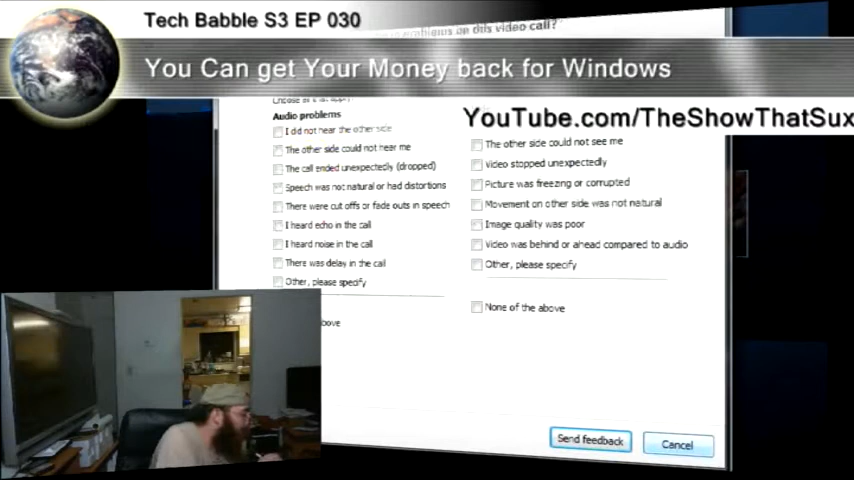 Tech Babble S3 EP 030
problems on this video call?
You Can get Your Money back for Windows
YouTube.com/TheShowThatSux
Audio problems
I did not hear the other side
The other side could not hear me
The call ended unexpectedly (dropped)
Speech was not natural or had distortions
There were cut offs or fade outs in speech
I heard echo in the call
I heard noise in the call
There was delay in the call
Other, please specify
The other side could not see me
Video stopped unexpectedly
Picture was freezing or corrupted
Movement on other side was not natural
Image quality was poor
Video was behind or ahead compared to audio
Other, please specify
None of the above
bove
Send feedback
Cancel